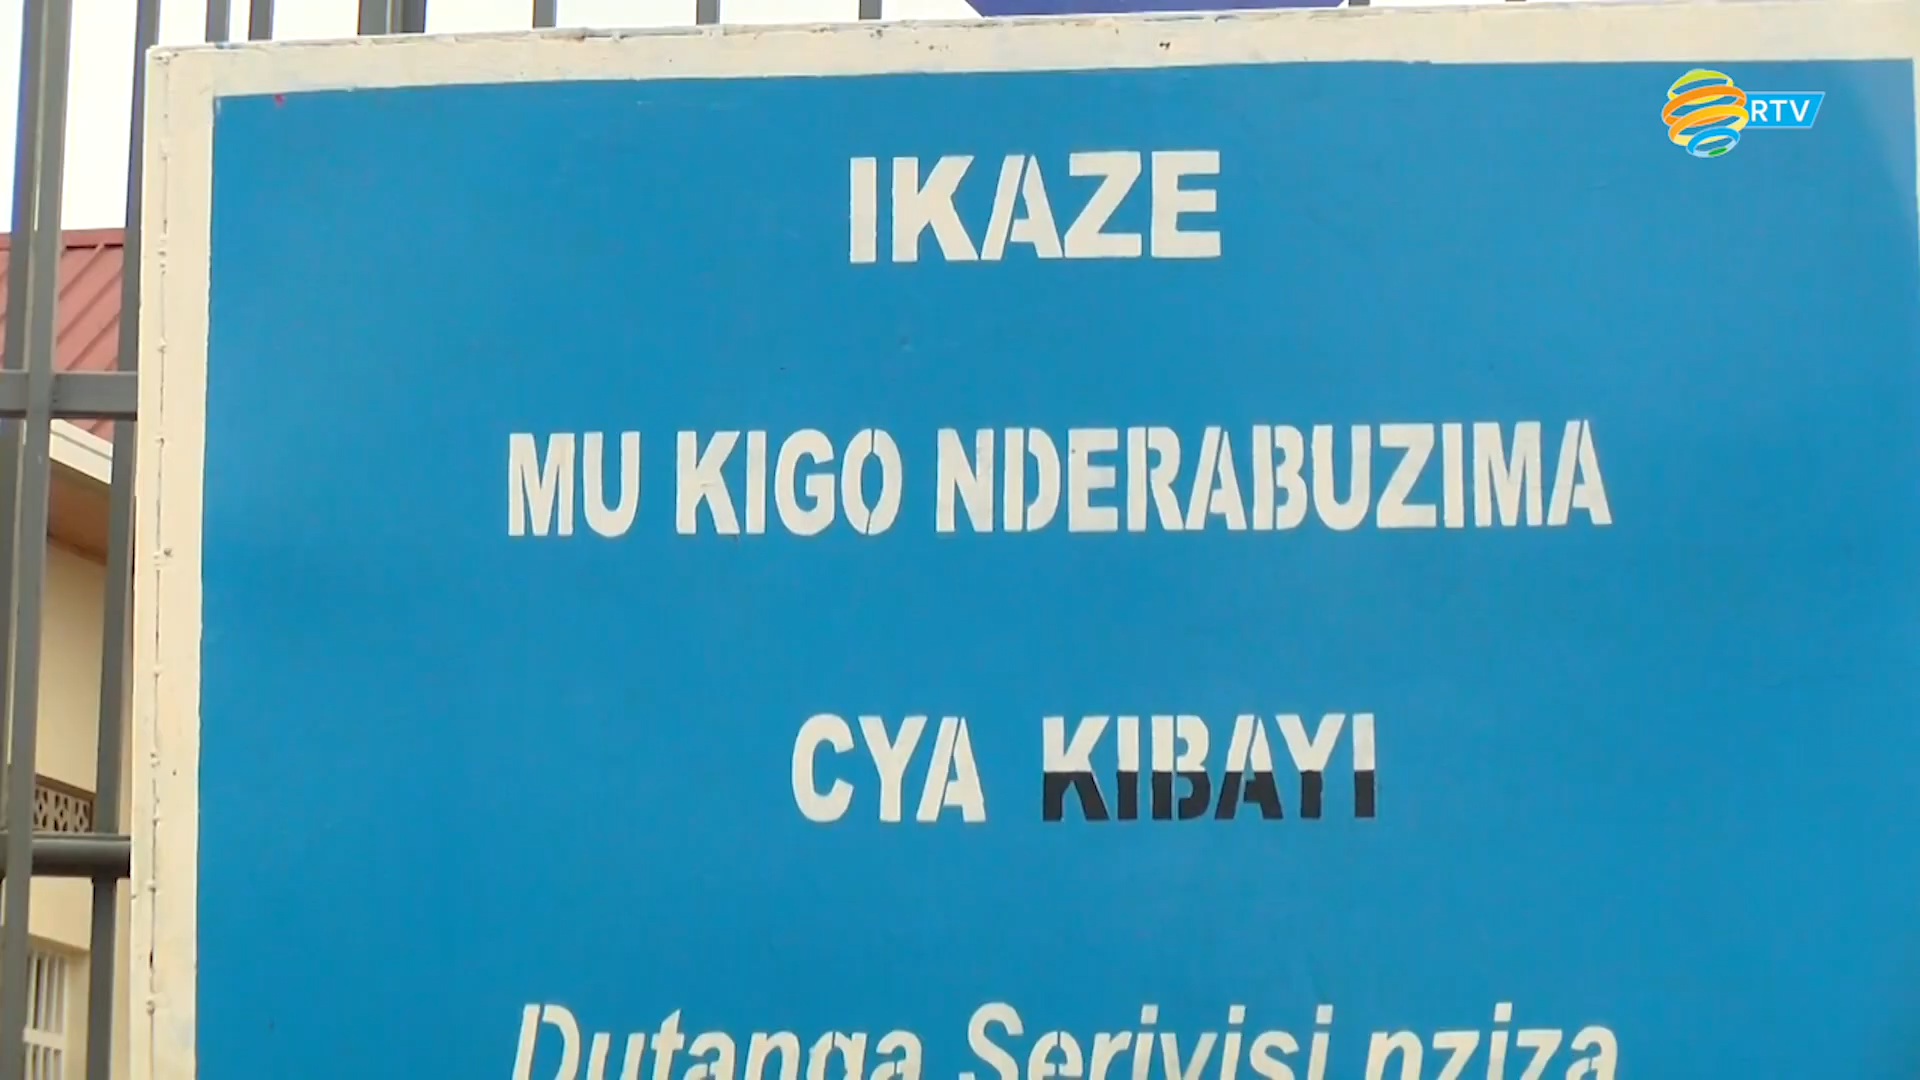 RTV
IKAZE
MU KIGO NDERABUZIMA
CYA KIBAYI
Dutanga Serivisi nziza